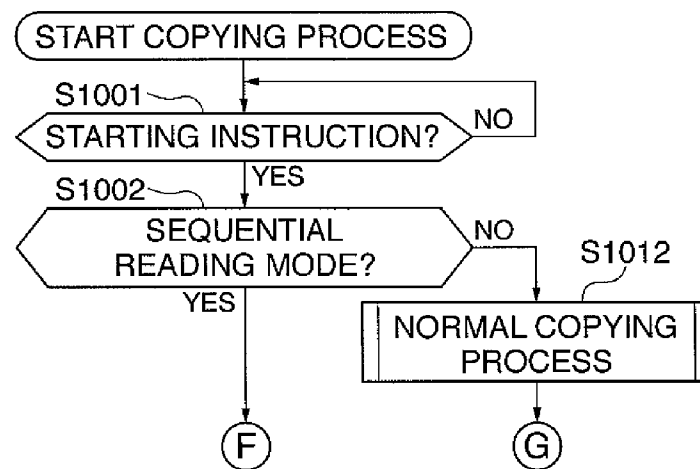 START COPYING PROCESS
S1001
STARTING INSTRUCTION?
NO
YES
S1002
SEQUENTIAL
READING MODE?
NO
YES
S1012
NORMAL COPYING
PROCESS
F
G